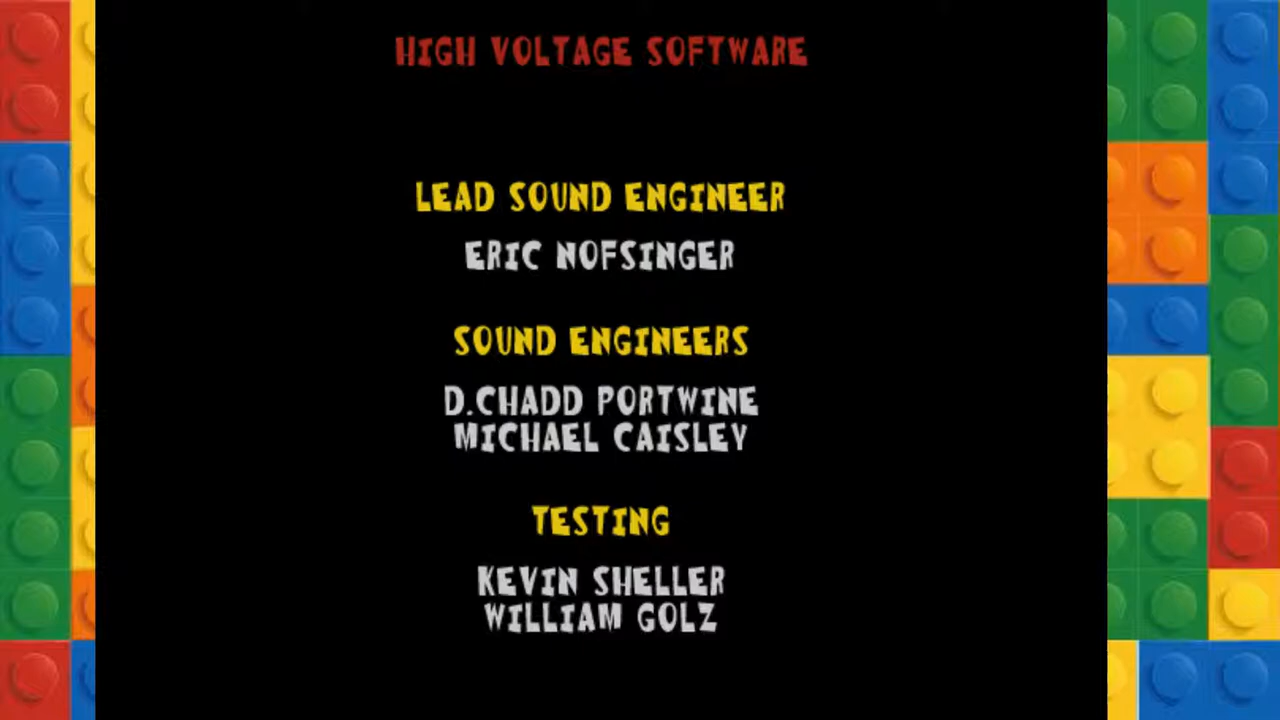 HIGH VOLTAGE SOFTWARE
LEAD SOUND ENGINEER
ERIC NOFSINGER
SOUND ENGINEERS
D.CHADD PORTWINE
MICHAEL CAISLEY
TESTING
KEVIN SHELLER
WILLIAM GOLZ